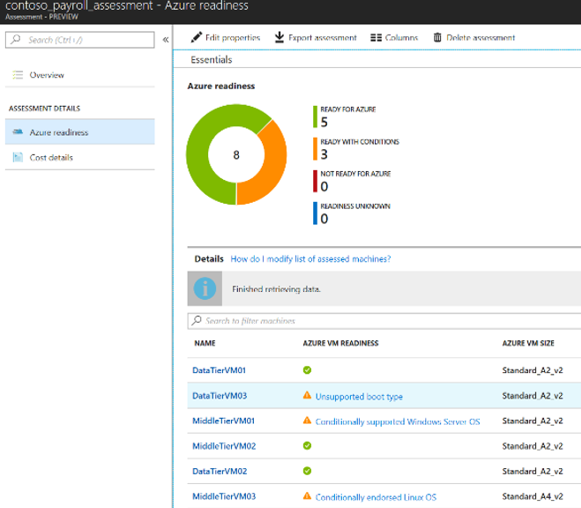 contoso_payroll_assessment - Azure readiness
Assessment - PREVIEW
Search (Ctrl+/)
«
Edit properties
Export assessment
Columns
Delete assessment
Essentials
Overview
ASSESSMENT DETAILS
Azure readiness
Cost details
Azure readiness
8
READY FOR AZURE
5
READY WITH CONDITIONS
3
NOT READY FOR AZURE
0
READINESS UNKNOWN
0
Details How do I modify list of assessed machines?
Finished retrieving data.
Search to filter machines
NAME AZURE VM READINESS AZURE VM SIZE
DataTierVM01 Standard_A2_v2
DataTierVM03 Unsupported boot type Standard_A2_v2
MiddleTierVM01 Conditionally supported Windows Server OS Standard_A2_v2
MiddleTierVM02 Standard_A2_v2
DataTierVM02 Standard_A2_v2
MiddleTierVM03 Conditionally endorsed Linux OS Standard_A4_v2